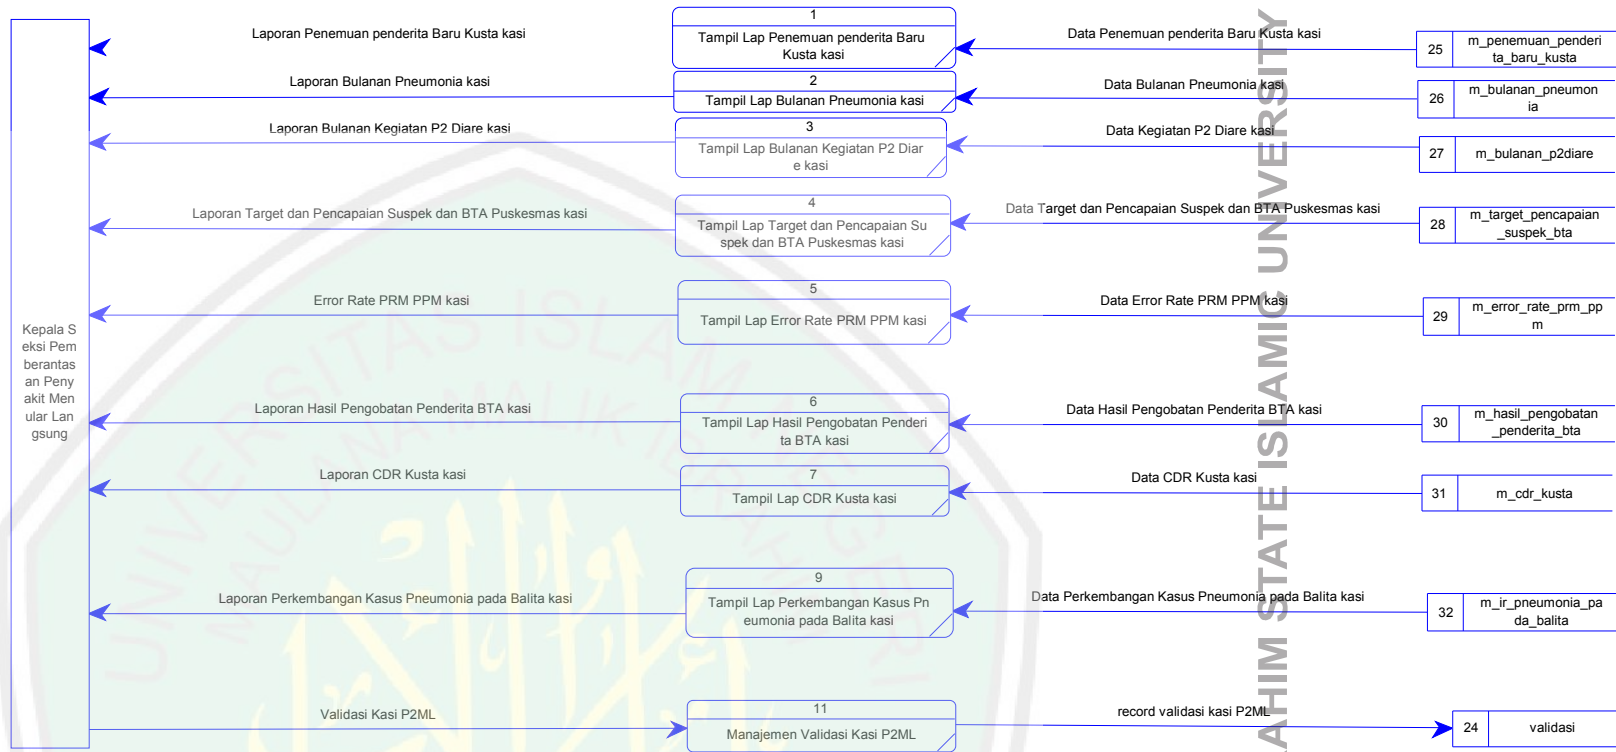 1
Laporan Penemuan penderita Baru Kusta kasi
Tampil Lap Penemuan penderita Baru
Kusta kasi
Data Penemuan penderita Baru Kusta kasi
25
m_penemuan_penderi
ta_baru_kusta
Laporan Bulanan Pneumonia kasi
2
Tampil Lap Bulanan Pneumonia kasi
Data Bulanan Pneumonia kasi
26
m_bulanan_pneumon
ia
Laporan Bulanan Kegiatan P2 Diare kasi
3
Tampil Lap Bulanan Kegiatan P2 Diar
e kasi
Data Kegiatan P2 Diare kasi
27
m_bulanan_p2diare
Laporan Target dan Pencapaian Suspek dan BTA Puskesmas kasi
4
Tampil Lap Target dan Pencapaian Su
spek dan BTA Puskesmas kasi
Data Target dan Pencapaian Suspek dan BTA Puskesmas kasi
28
m_target_pencapaian
_suspek_bta
Error Rate PRM PPM kasi
5
Tampil Lap Error Rate PRM PPM kasi
Data Error Rate PRM PPM kasi
29
m_error_rate_prm_pp
m
Kepala S
eksi Pem
berantas
an Peny
akit Men
ular Lan
gsung
Laporan Hasil Pengobatan Penderita BTA kasi
6
Tampil Lap Hasil Pengobatan Penderi
ta BTA kasi
Data Hasil Pengobatan Penderita BTA kasi
30
m_hasil_pengobatan
_penderita_bta
Laporan CDR Kusta kasi
7
Tampil Lap CDR Kusta kasi
Data CDR Kusta kasi
31
m_cdr_kusta
Laporan Perkembangan Kasus Pneumonia pada Balita kasi
9
Tampil Lap Perkembangan Kasus Pn
eumonia pada Balita kasi
Data Perkembangan Kasus Pneumonia pada Balita kasi
32
m_ir_pneumonia_pa
da_balita
Validasi Kasi P2ML
11
Manajemen Validasi Kasi P2ML
record validasi kasi P2ML
24
validasi
UNIVERSITAS ISLAM NEGERI
MAULANA MALIK IBRAHIM
AHIM STATE ISLAMIC UNIVERSITY